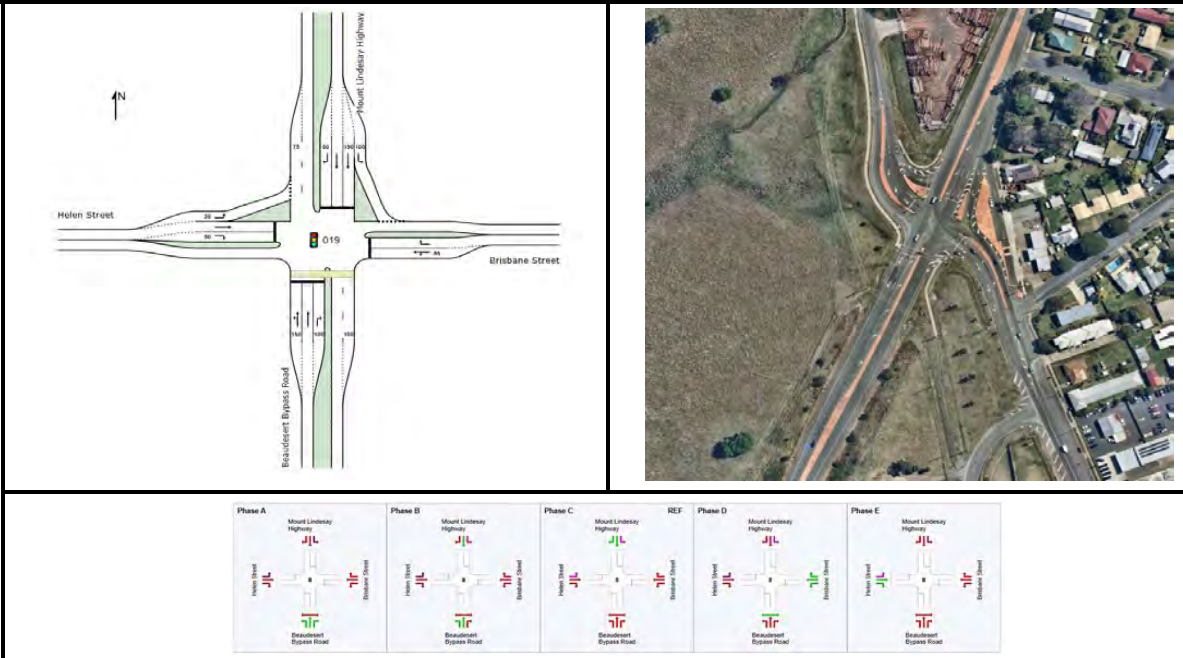 Mount Lindesay Highway
N
75
60
150
100
Helen Street
20
50
019
Brisbane Street
150
100
100
Beaudesert Bypass Road
Phase A
Mount Lindesay
Highway
Helen Street
Brisbane Street
Beaudesert
Bypass Road
Phase B
Mount Lindesay
Highway
Helen Street
Brisbane Street
Beaudesert
Bypass Road
Phase C
REF
Mount Lindesay
Highway
Helen Street
Brisbane Street
Beaudesert
Bypass Road
Phase D
Mount Lindesay
Highway
Helen Street
Brisbane Street
Beaudesert
Bypass Road
Phase E
Mount Lindesay
Highway
Helen Street
Brisbane Street
Beaudesert
Bypass Road